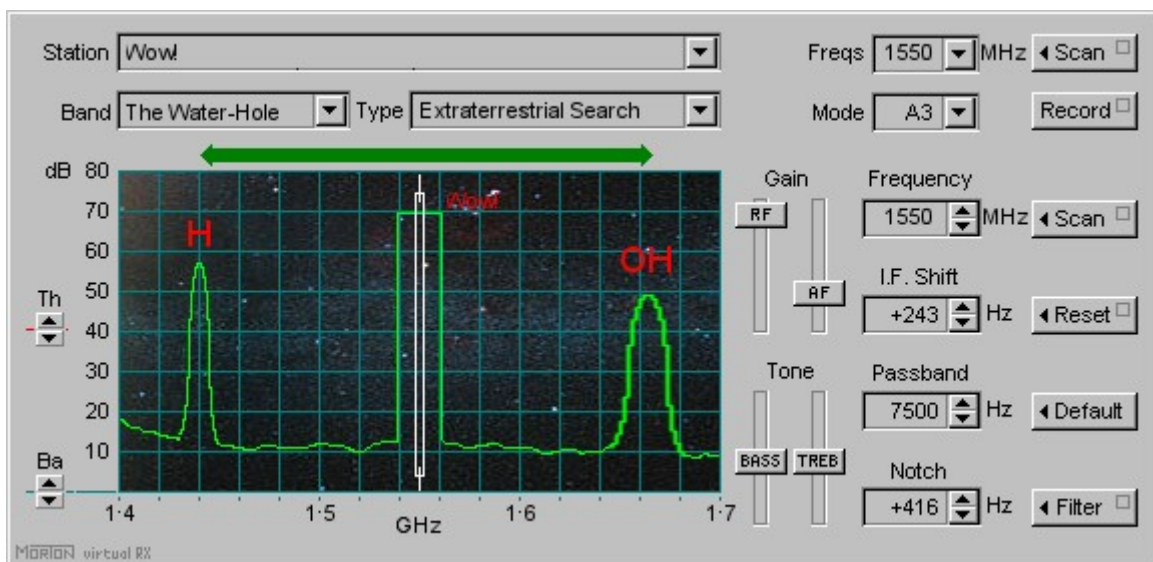 Station Wow! Freqs 1550 MHz Scan
Band The Water-Hole Type Extraterrestrial Search Mode A3 Record
dB 80 Gain Frequency
70 Wow! RF 1550 MHz Scan
H
60 OH
50 I.F. Shift
Th AF +243 Hz Reset
40
30 Tone Passband
20 7500 Hz Default
10
Ba BASS TREB Notch
+416 Hz Filter
1·4 1·5 1·6 1·7
GHz
MORTON virtual RX